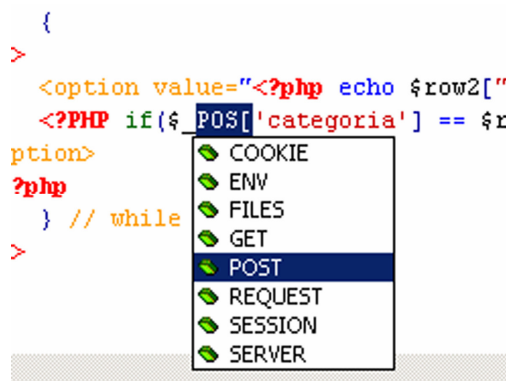 {
>
<option value="<?php echo $row2["
<?PHP if($_POS['categoria'] == $r
ption>
COOKIE
?php
ENV
FILES
} // while
GET
>
POST
REQUEST
SESSION
SERVER